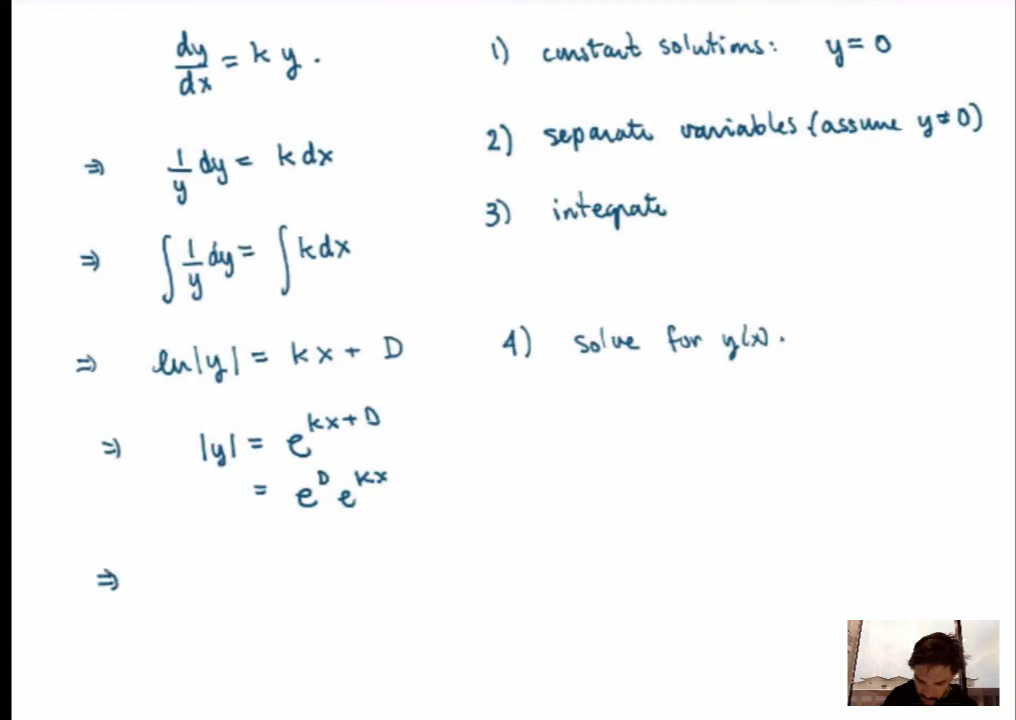 dy/dx = k y .
1) constant solutions: y = 0
⇒ 1/y dy = k dx
2) separate variables (assume y ≠ 0)
3) integrate
⇒ ∫ 1/y dy = ∫ k dx
⇒ ln|y| = kx + D
4) solve for y(x).
⇒ |y| = e^{kx+D}
= e^D e^{kx}
⇒